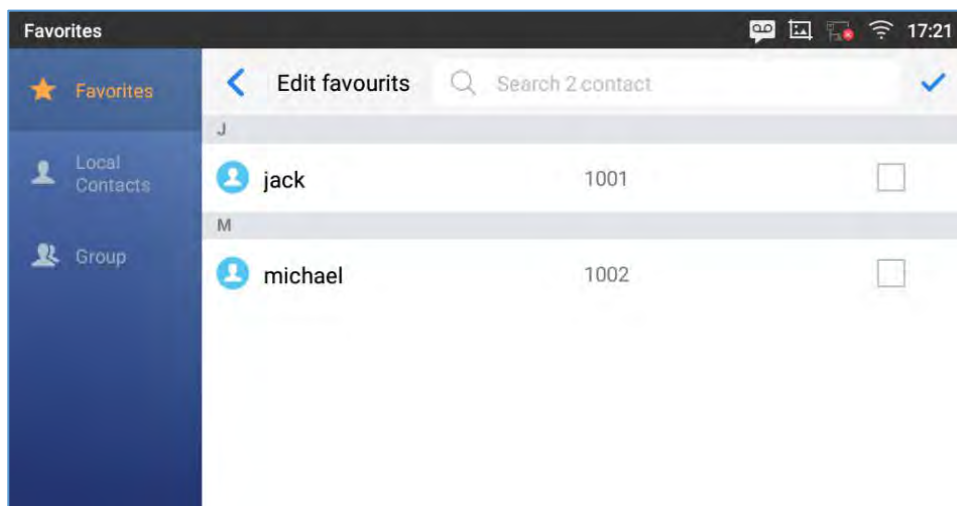 Favorites 17:21
Favorites
Edit favourits
Search 2 contact
J
Local
Contacts
jack 1001
M
Group
michael 1002